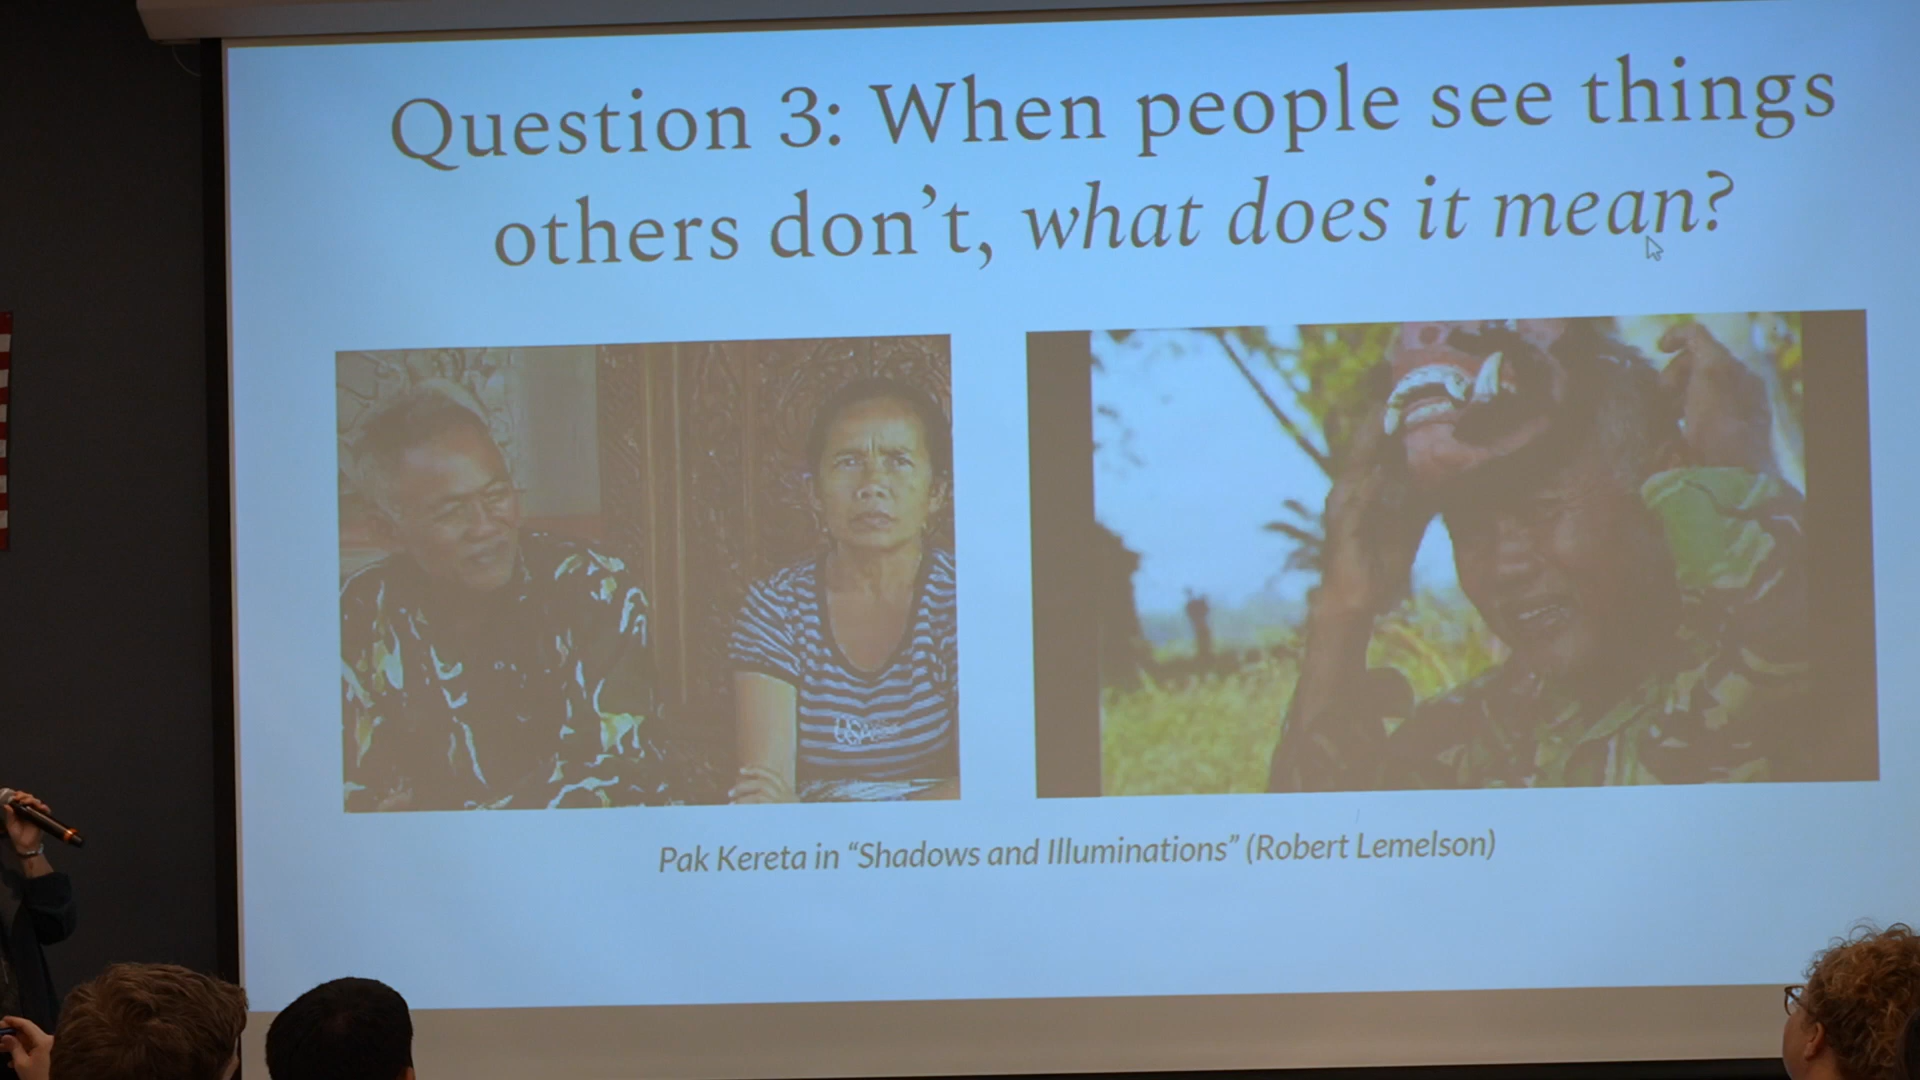 Question 3: When people see things
others don’t, what does it mean?
Pak Kereta in “Shadows and Illuminations” (Robert Lemelson)